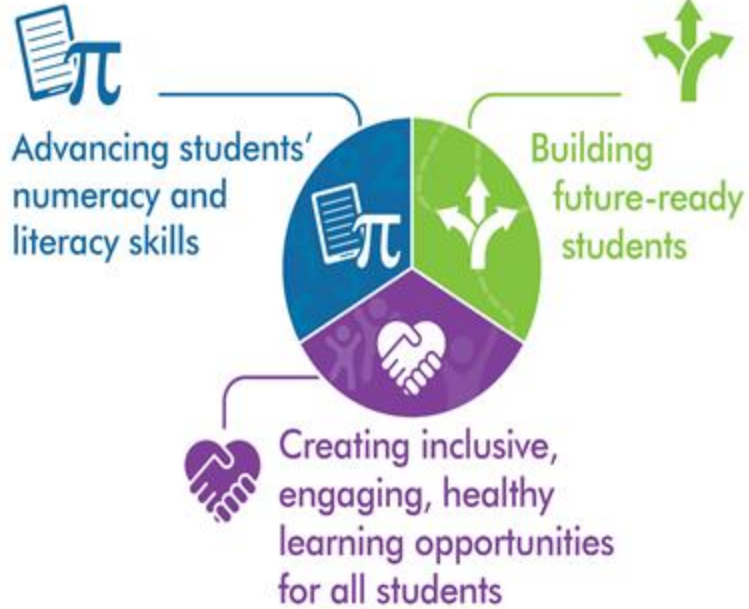 Advancing students'
numeracy and
literacy skills
Building
future-ready
students
Creating inclusive,
engaging, healthy
learning opportunities
for all students